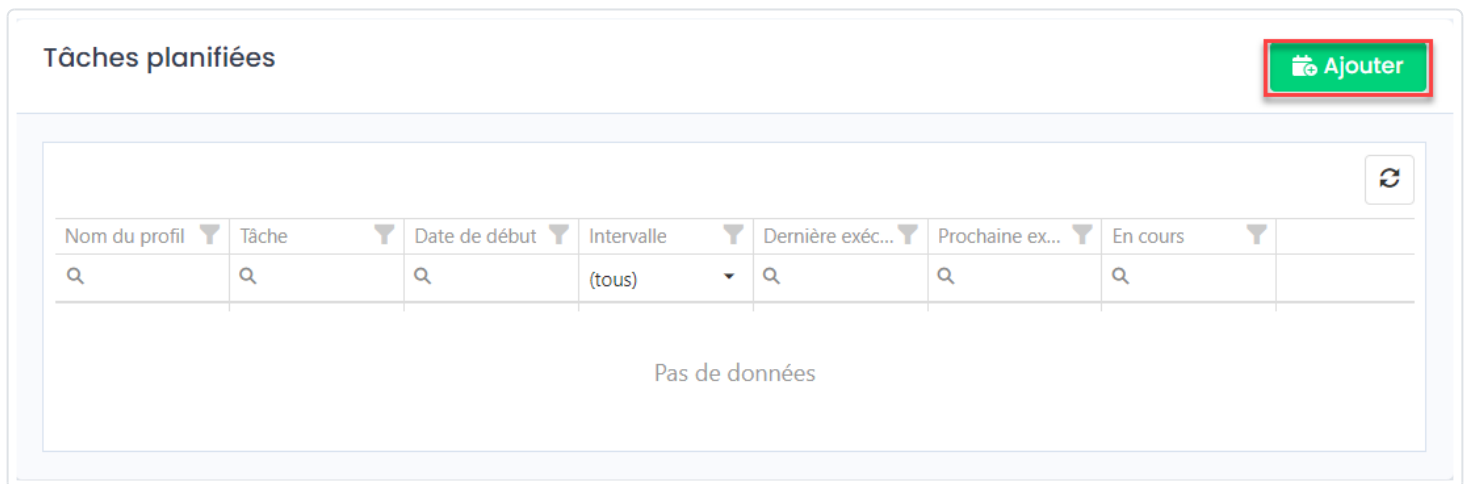 Tâches planifiées
Ajouter
Nom du profil Tâche Date de début Intervalle Dernière exéc... Prochaine ex... En cours
(tous)
Pas de données